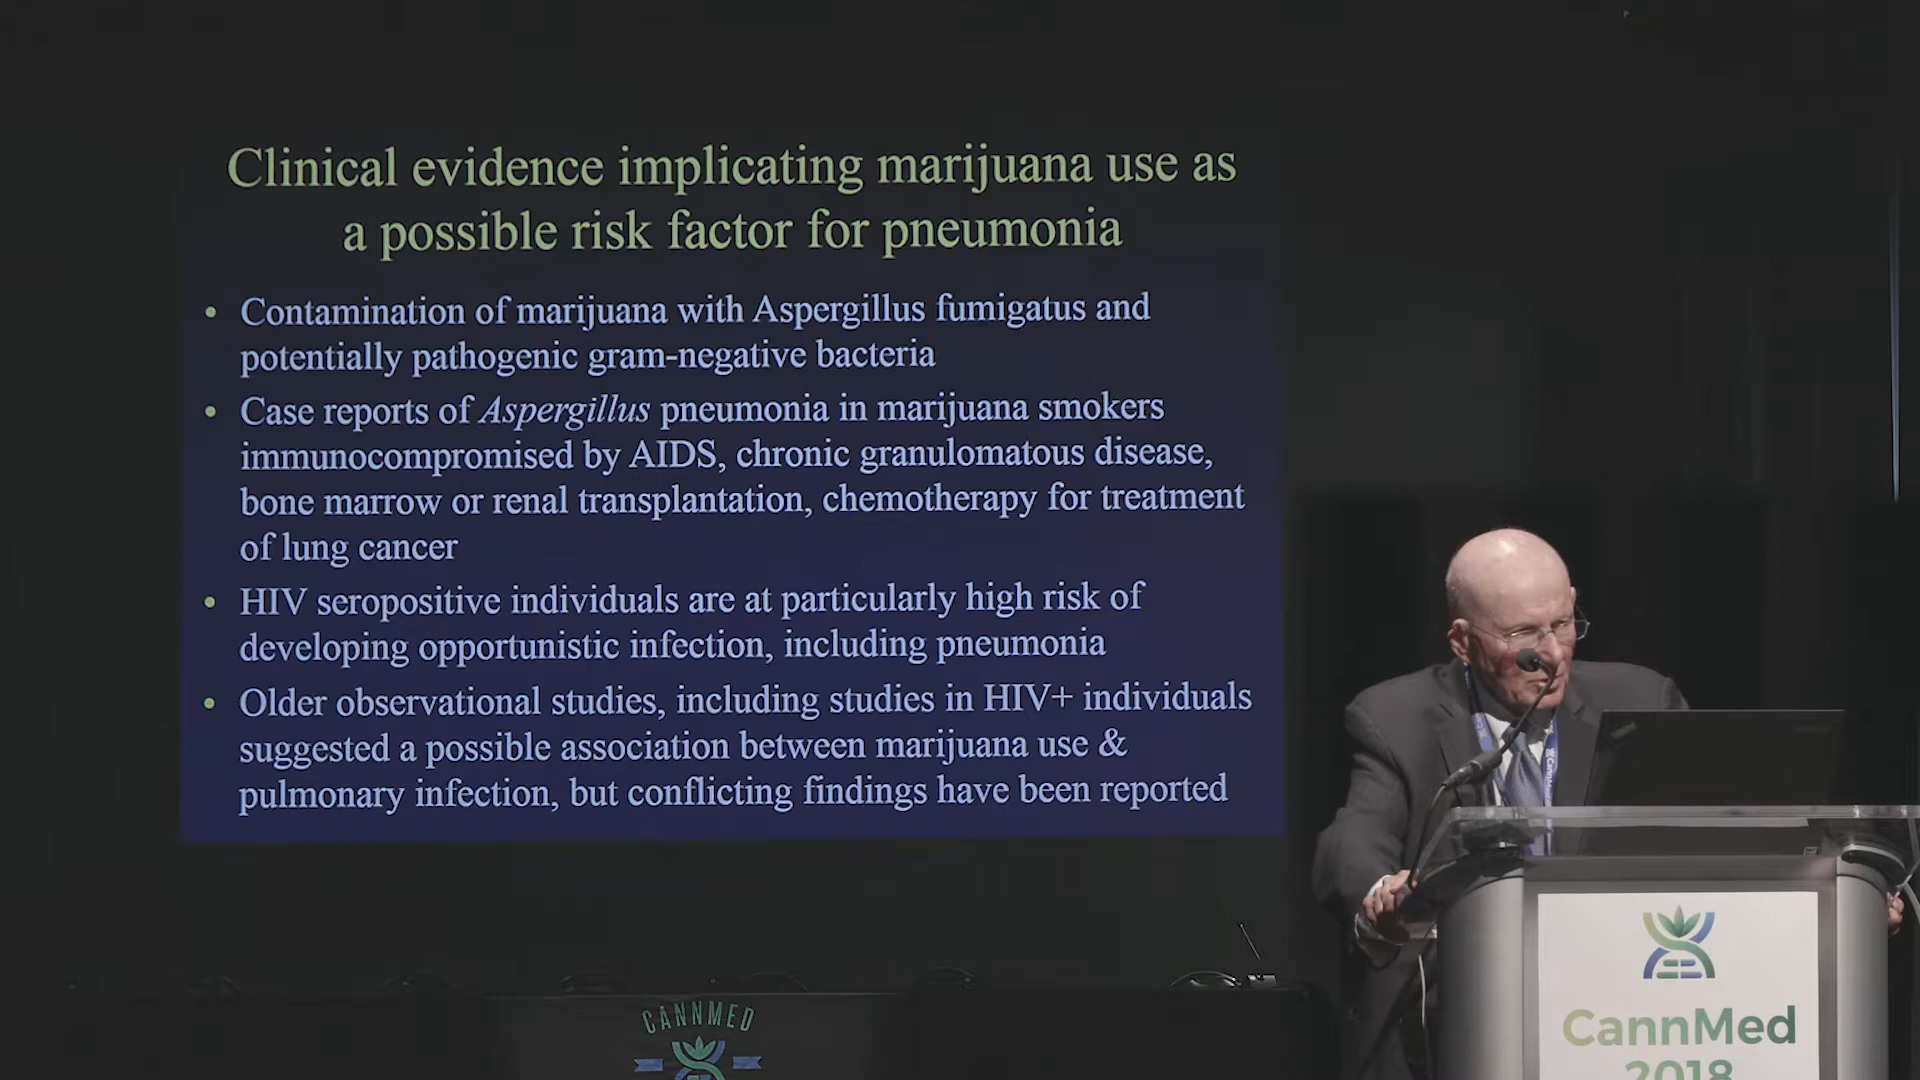 Clinical evidence implicating marijuana use as
a possible risk factor for pneumonia
• Contamination of marijuana with Aspergillus fumigatus and
potentially pathogenic gram-negative bacteria
• Case reports of Aspergillus pneumonia in marijuana smokers
immunocompromised by AIDS, chronic granulomatous disease,
bone marrow or renal transplantation, chemotherapy for treatment
of lung cancer
• HIV seropositive individuals are at particularly high risk of
developing opportunistic infection, including pneumonia
• Older observational studies, including studies in HIV+ individuals
suggested a possible association between marijuana use &
pulmonary infection, but conflicting findings have been reported
CANNMED
CannMed
2018